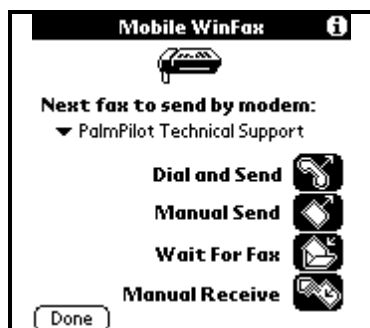 Mobile WinFax
Next fax to send by modem:
PalmPilot Technical Support
Dial and Send
Manual Send
Wait For Fax
Manual Receive
Done